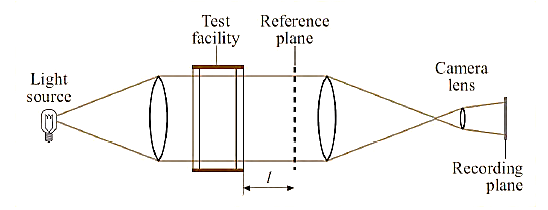 Test
facility
Reference
plane
Light
source
Camera
lens
l
Recording
plane